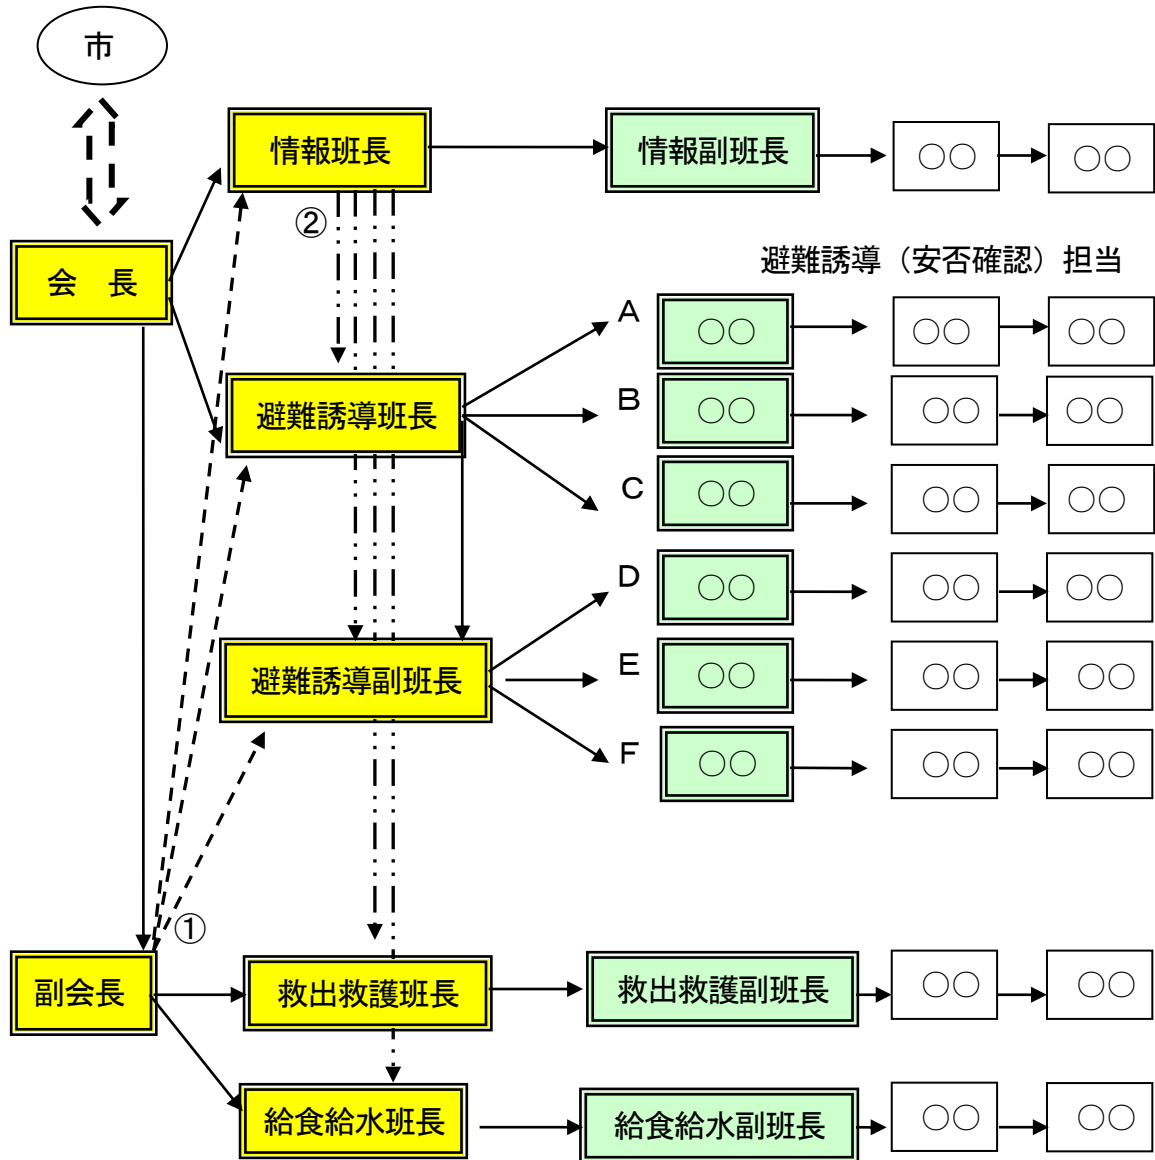 市
情報班長
情報副班長
○○
○○
②
会　長
避難誘導（安否確認）担当
A
○○
○○
○○
避難誘導班長
B
○○
○○
○○
C
○○
○○
○○
D
○○
○○
○○
避難誘導副班長
E
○○
○○
○○
F
○○
○○
○○
①
副会長
救出救護班長
救出救護副班長
○○
○○
給食給水班長
給食給水副班長
○○
○○